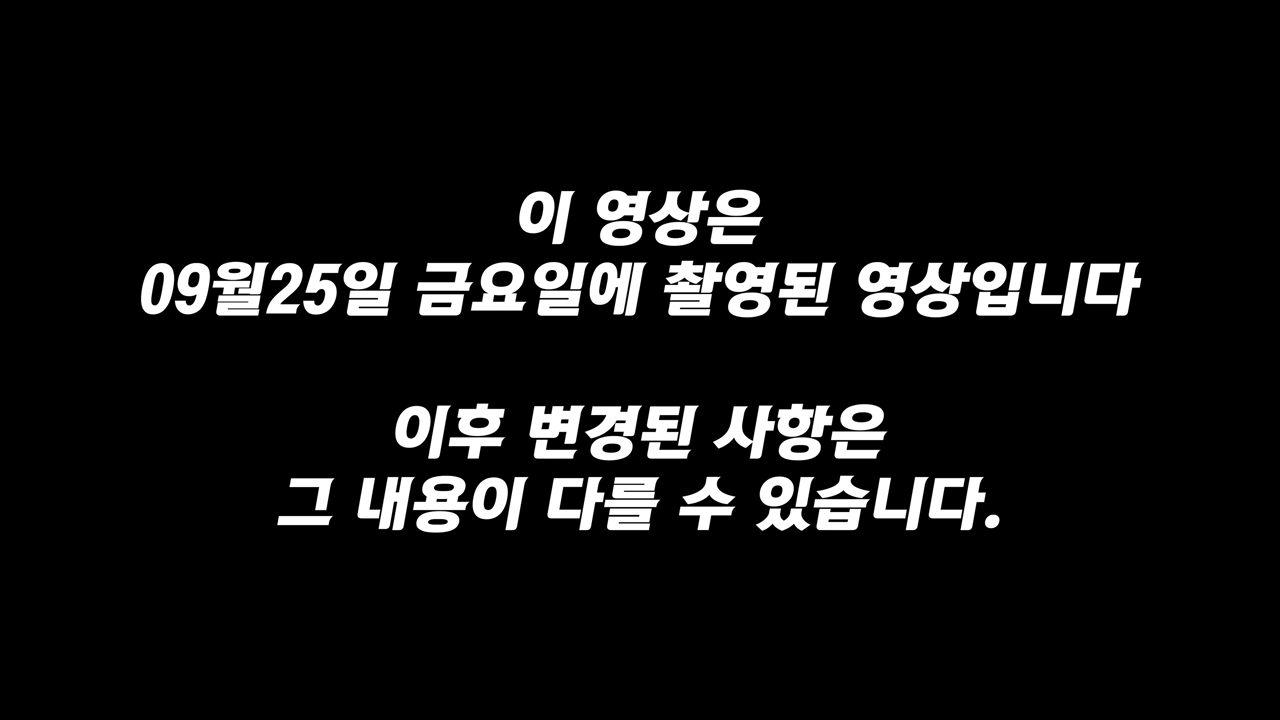 이 영상은
09월25일 금요일에 촬영된 영상입니다
이후 변경된 사항은
그 내용이 다를 수 있습니다.